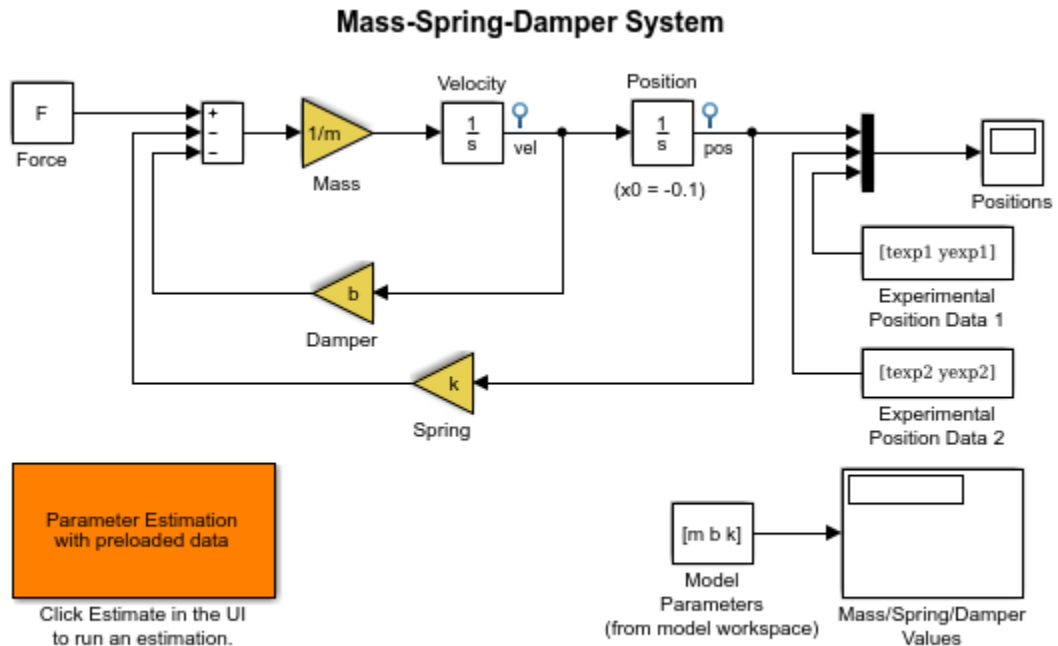 Mass-Spring-Damper System
Velocity
Position
F
+
−
−
1/m
1
s
vel
1
s
pos
Force
Mass
(x0 = -0.1)
Positions
[texp1 yexp1]
b
Experimental
Position Data 1
Damper
k
[texp2 yexp2]
Spring
Experimental
Position Data 2
Parameter Estimation
with preloaded data
[m b k]
Click Estimate in the UI
to run an estimation.
Model
Parameters
(from model workspace)
Mass/Spring/Damper
Values